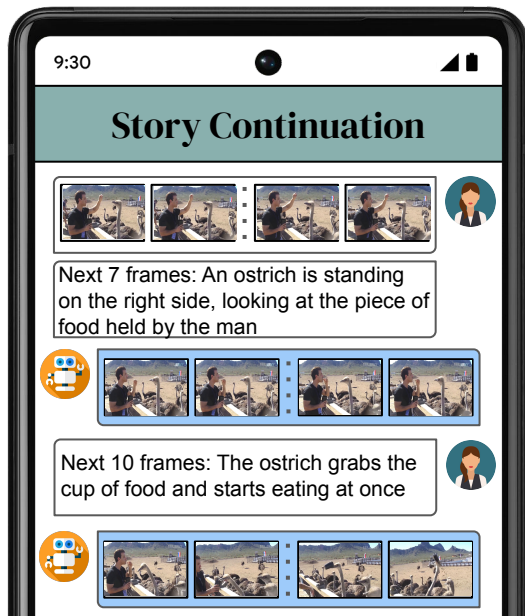 9:30
Story Continuation
Next 7 frames: An ostrich is standing
on the right side, looking at the piece of
food held by the man
Next 10 frames: The ostrich grabs the
cup of food and starts eating at once